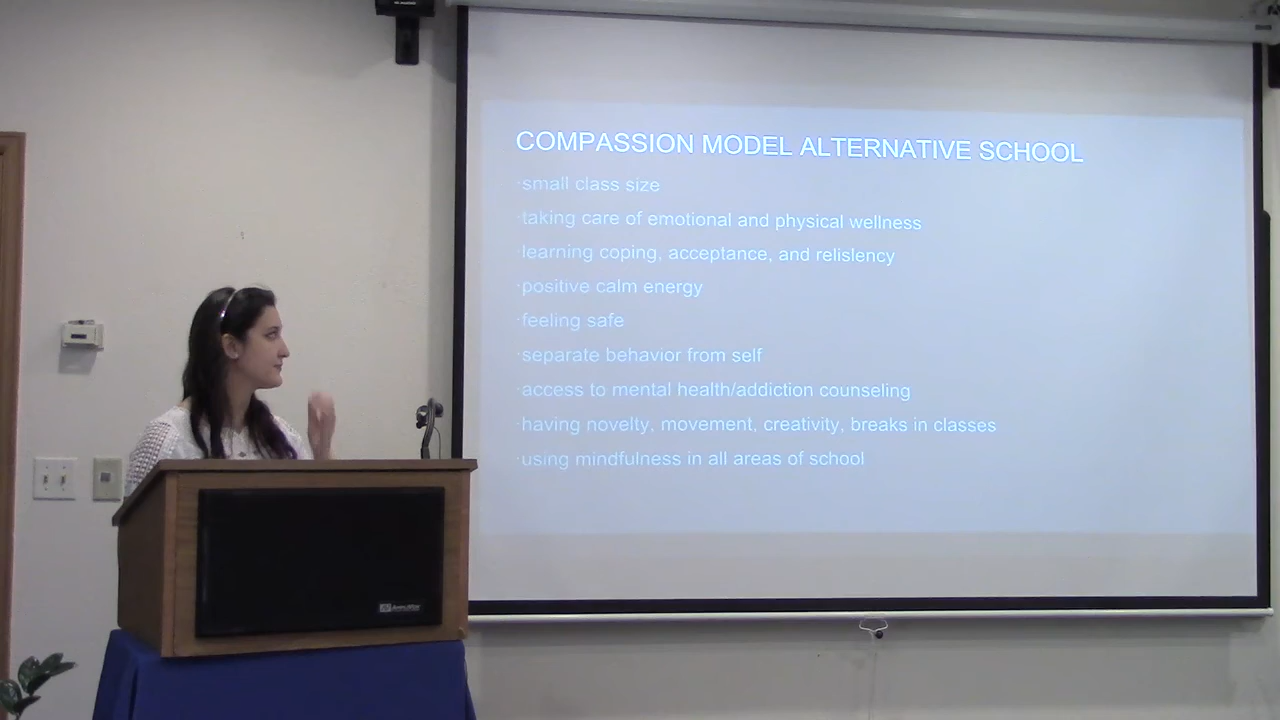 COMPASSION MODEL ALTERNATIVE SCHOOL
·small class size
·taking care of emotional and physical wellness
·learning coping, acceptance, and relislency
·positive calm energy
·feeling safe
·separate behavior from self
·access to mental health/addiction counseling
·having novelty, movement, creativity, breaks in classes
·using mindfulness in all areas of school